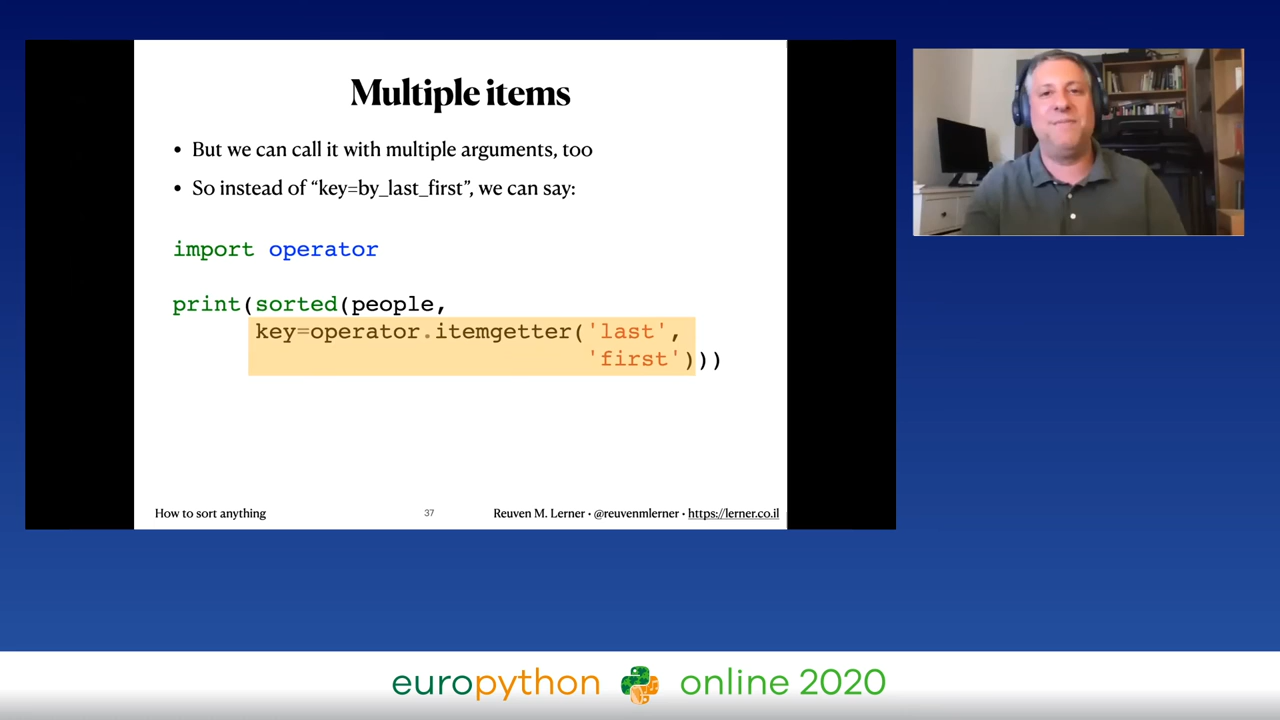 Multiple items
• But we can call it with multiple arguments, too
• So instead of “key=by_last_first”, we can say:
import operator
print(sorted(people,
key=operator.itemgetter('last',
'first')))
How to sort anything
37
Reuven M. Lerner • @reuvenmlerner • https://lerner.co.il
europython online 2020